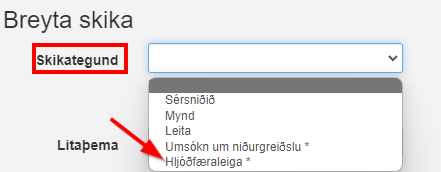 Breyta skika
Skikategund
Sérsniðið
Mynd
Leita
Litaþema
Umsókn um niðurgreiðslu *
Hljóðfæraleiga *